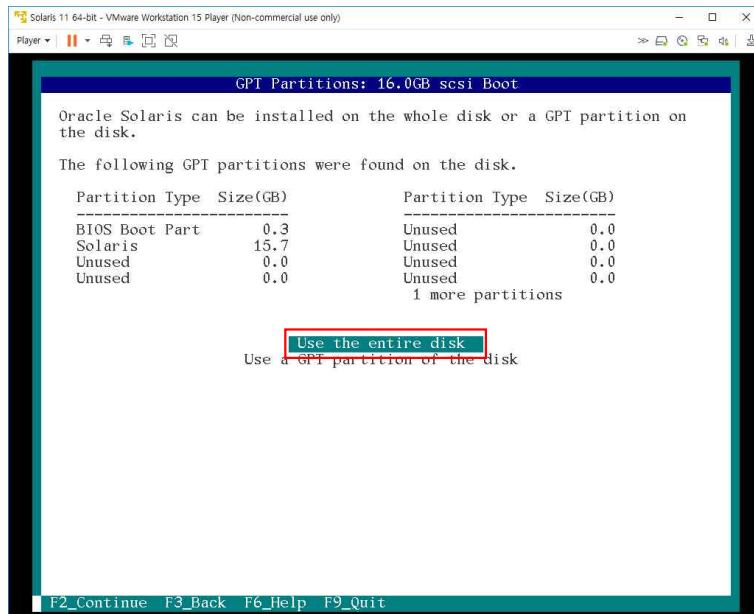 Solaris 11 64-bit - VMware Workstation 15 Player (Non-commercial use only)
Player
GPT Partitions: 16.0GB scsi Boot
Oracle Solaris can be installed on the whole disk or a GPT partition on
the disk.
The following GPT partitions were found on the disk.
Partition Type Size(GB) Partition Type Size(GB)
------------------------ ------------------------
BIOS Boot Part 0.3 Unused 0.0
Solaris 15.7 Unused 0.0
Unused 0.0 Unused 0.0
Unused 0.0 Unused 0.0
1 more partitions
Use the entire disk
Use a GPT partition of the disk
F2_Continue F3_Back F6_Help F9_Quit